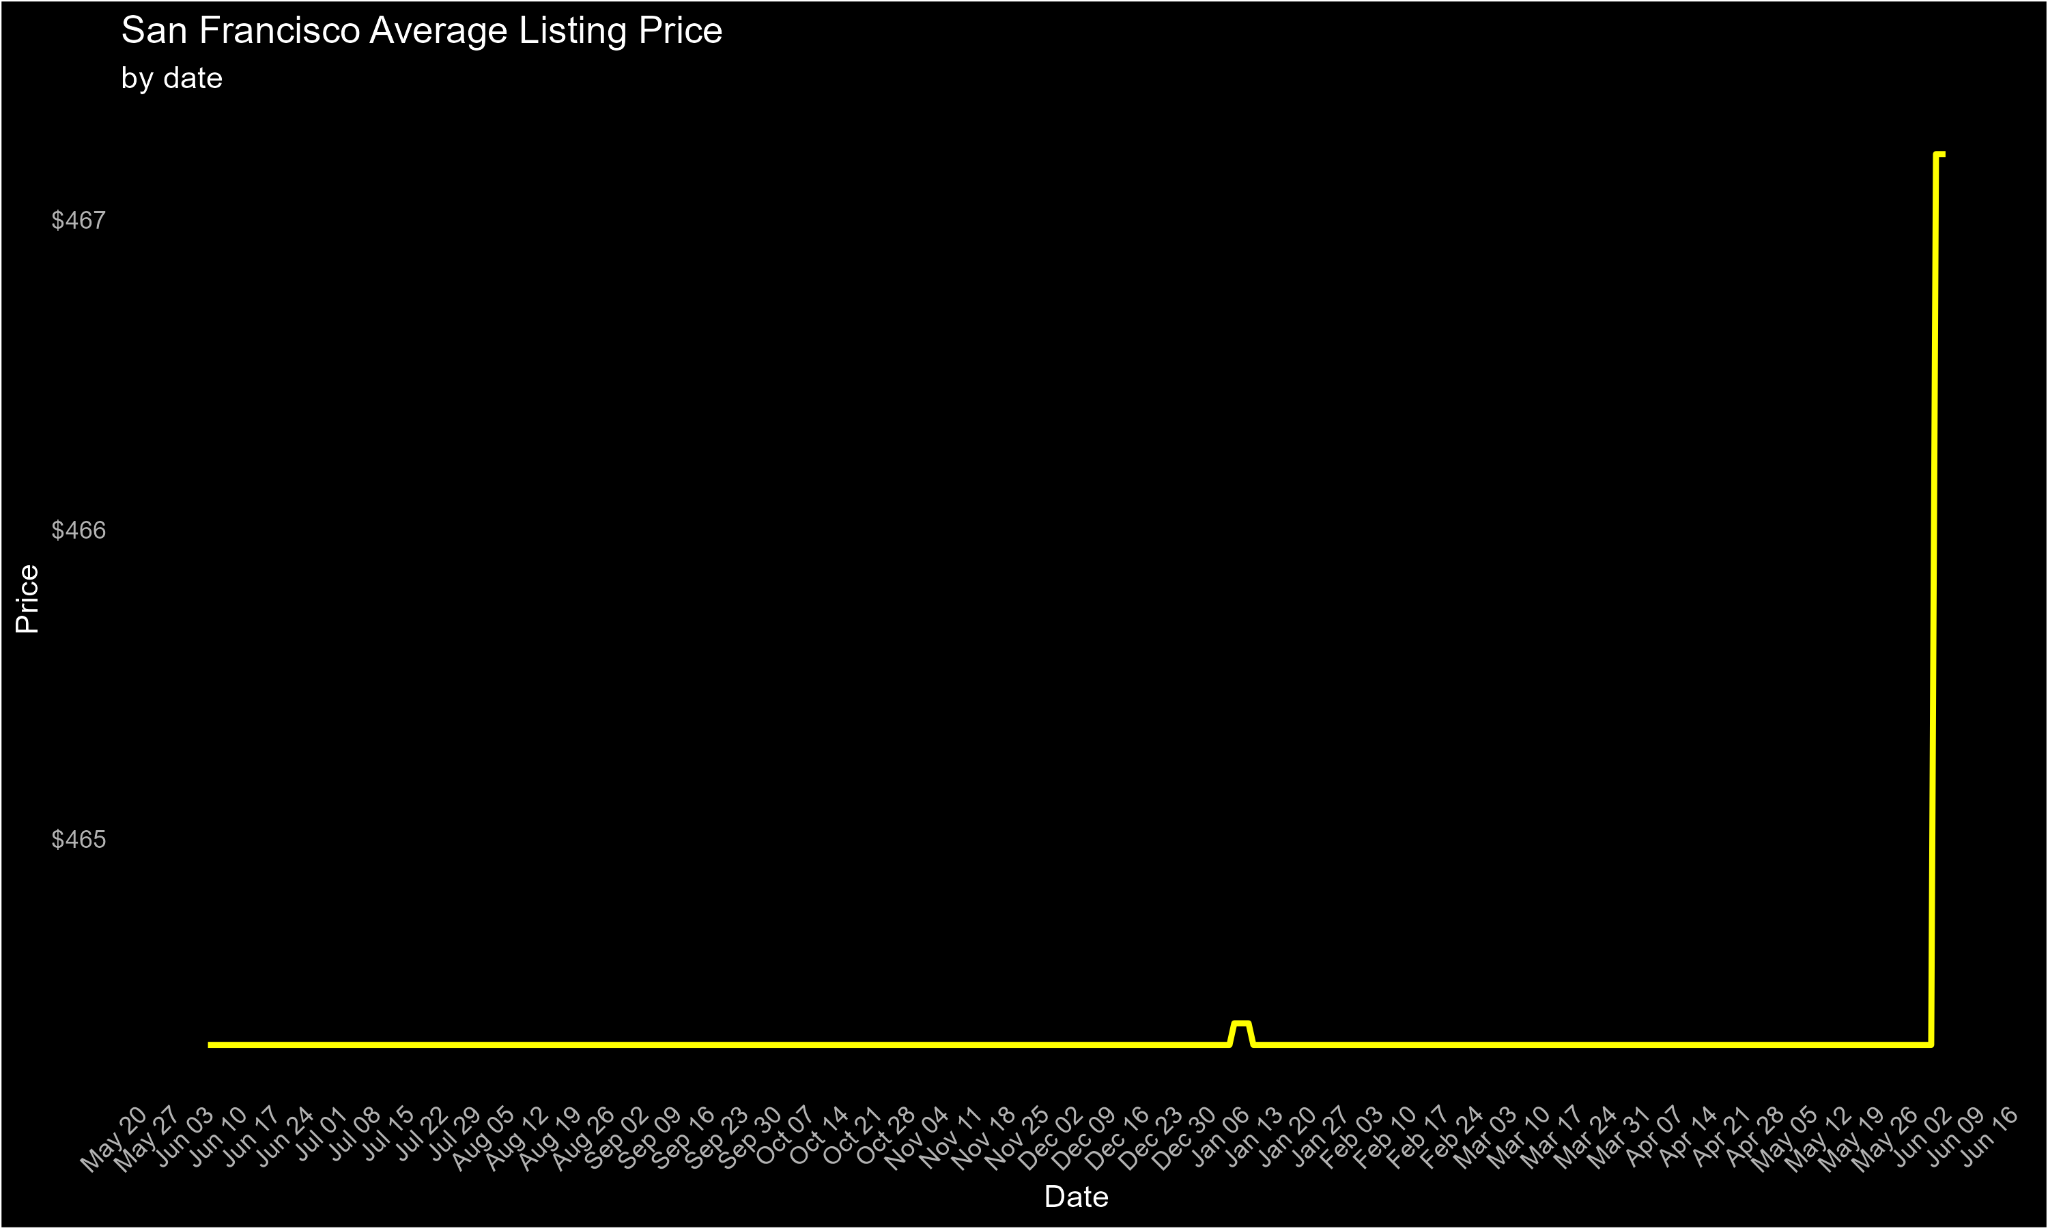 San Francisco Average Listing Price
by date
$467
$466
$465
Price
May 20
May 27
Jun 03
Jun 10
Jun 17
Jun 24
Jul 01
Jul 08
Jul 15
Jul 22
Jul 29
Aug 05
Aug 12
Aug 19
Aug 26
Sep 02
Sep 09
Sep 16
Sep 23
Sep 30
Oct 07
Oct 14
Oct 21
Oct 28
Nov 04
Nov 11
Nov 18
Nov 25
Dec 02
Dec 09
Dec 16
Dec 23
Dec 30
Jan 06
Jan 13
Jan 20
Jan 27
Feb 03
Feb 10
Feb 17
Feb 24
Mar 03
Mar 10
Mar 17
Mar 24
Mar 31
Apr 07
Apr 14
Apr 21
Apr 28
May 05
May 12
May 19
May 26
Jun 02
Jun 09
Jun 16
Date